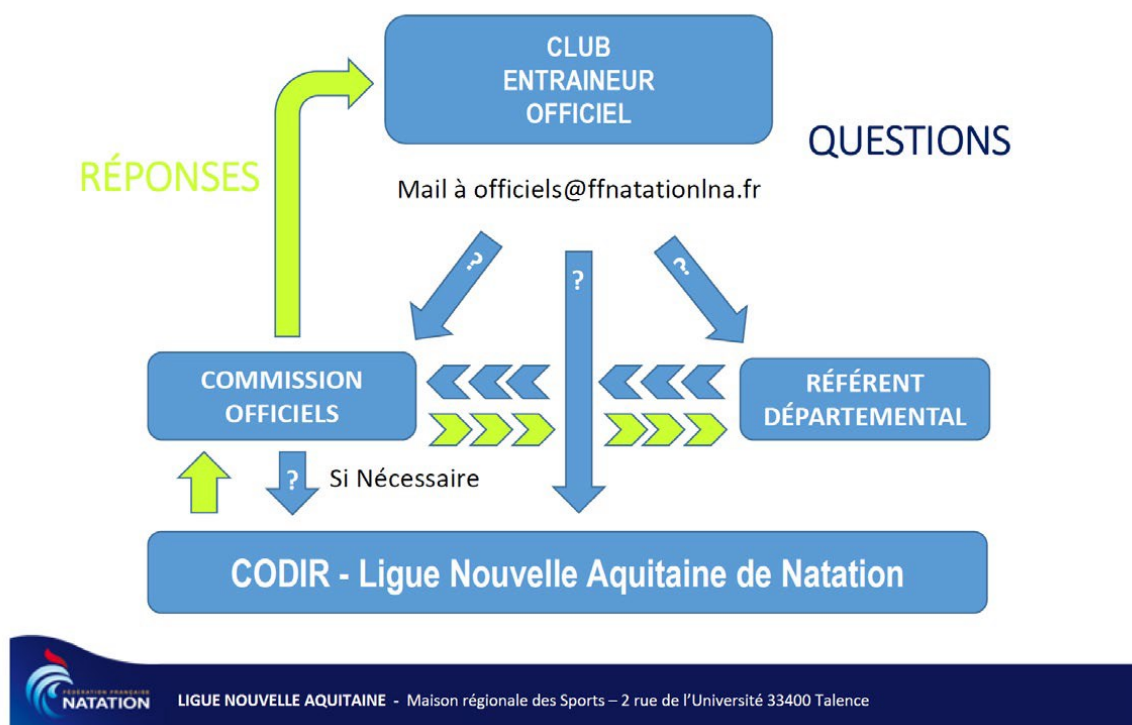 CLUB
ENTRAINEUR
OFFICIEL
QUESTIONS
RÉPONSES
Mail à officiels@ffnatationlna.fr
?
?
?
COMMISSION
OFFICIELS
RÉFÉRENT
DÉPARTEMENTAL
?
Si Nécessaire
CODIR - Ligue Nouvelle Aquitaine de Natation
FÉDÉRATION FRANÇAISE
NATATION
LIGUE NOUVELLE AQUITAINE - Maison régionale des Sports – 2 rue de l'Université 33400 Talence